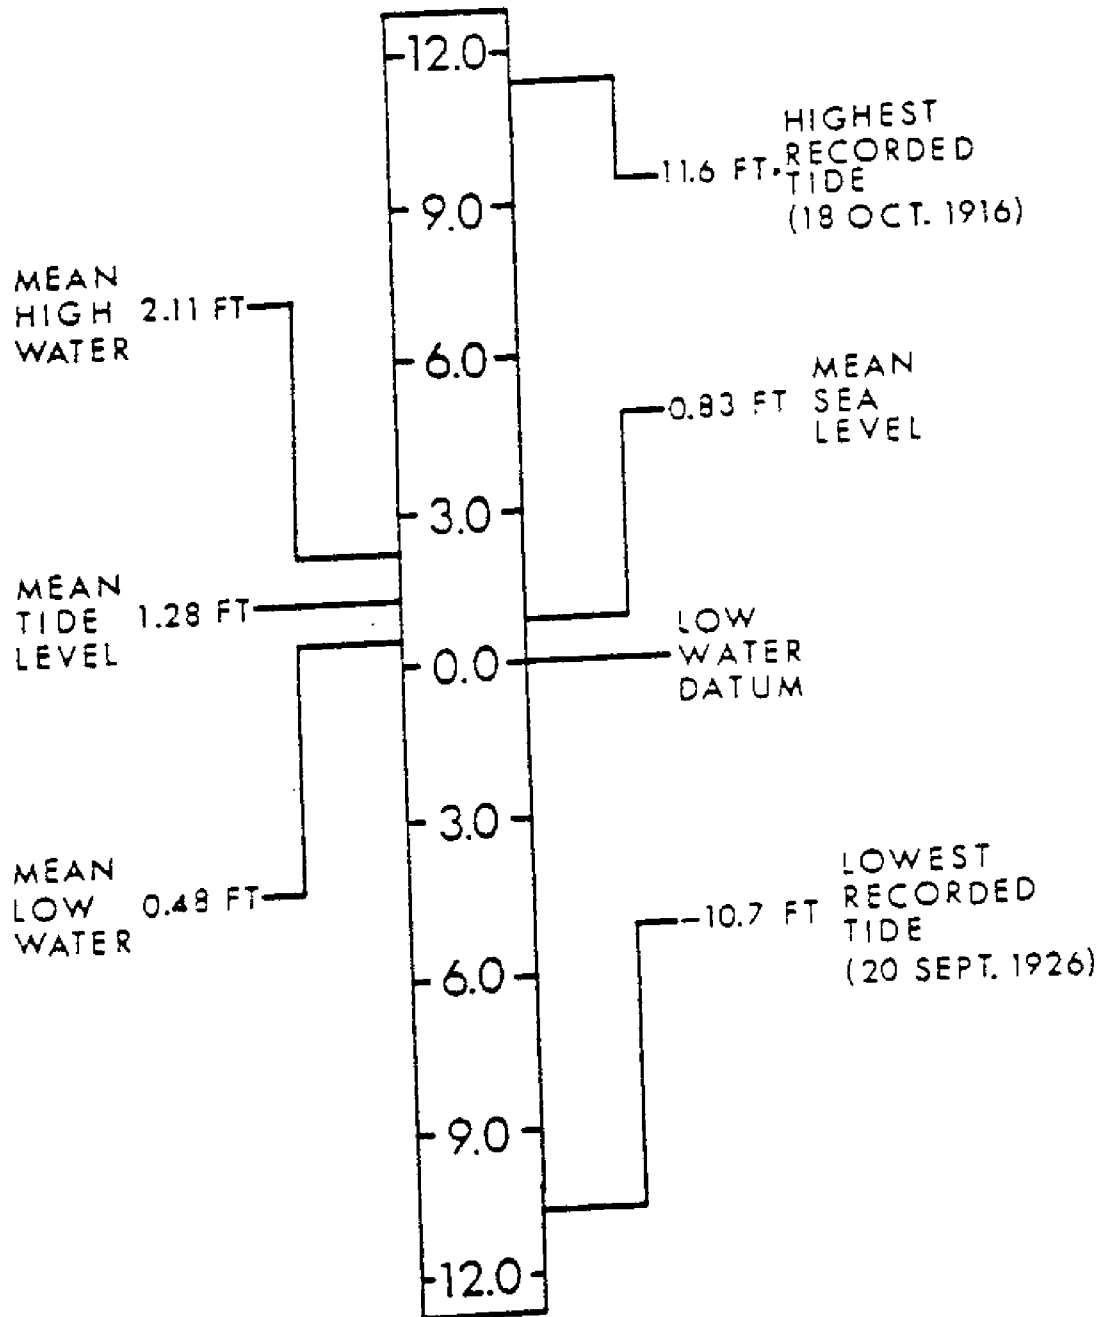 12.0
HIGHEST
RECORDED
11.6 FT.
TIDE
(18 OCT. 1916)
9.0
MEAN
HIGH 2.11 FT
WATER
6.0
MEAN
0.83 FT SEA
LEVEL
3.0
MEAN
TIDE 1.28 FT
LEVEL
LOW
0.0 WATER
DATUM
3.0
MEAN
LOW 0.48 FT
WATER
LOWEST
RECORDED
-10.7 FT
TIDE
(20 SEPT. 1926)
6.0
9.0
12.0